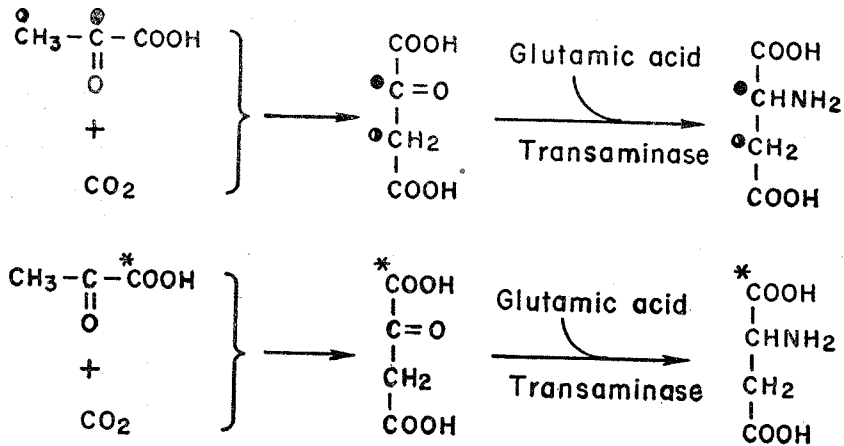 CH3-C-COOH
||
O
+
CO2
COOH
C=O
CH2
COOH
Glutamic acid
Transaminase
COOH
CHNH2
CH2
COOH
*
CH3-C-COOH
||
O
+
CO2
*
COOH
C=O
CH2
COOH
Glutamic acid
Transaminase
*
COOH
CHNH2
CH2
COOH